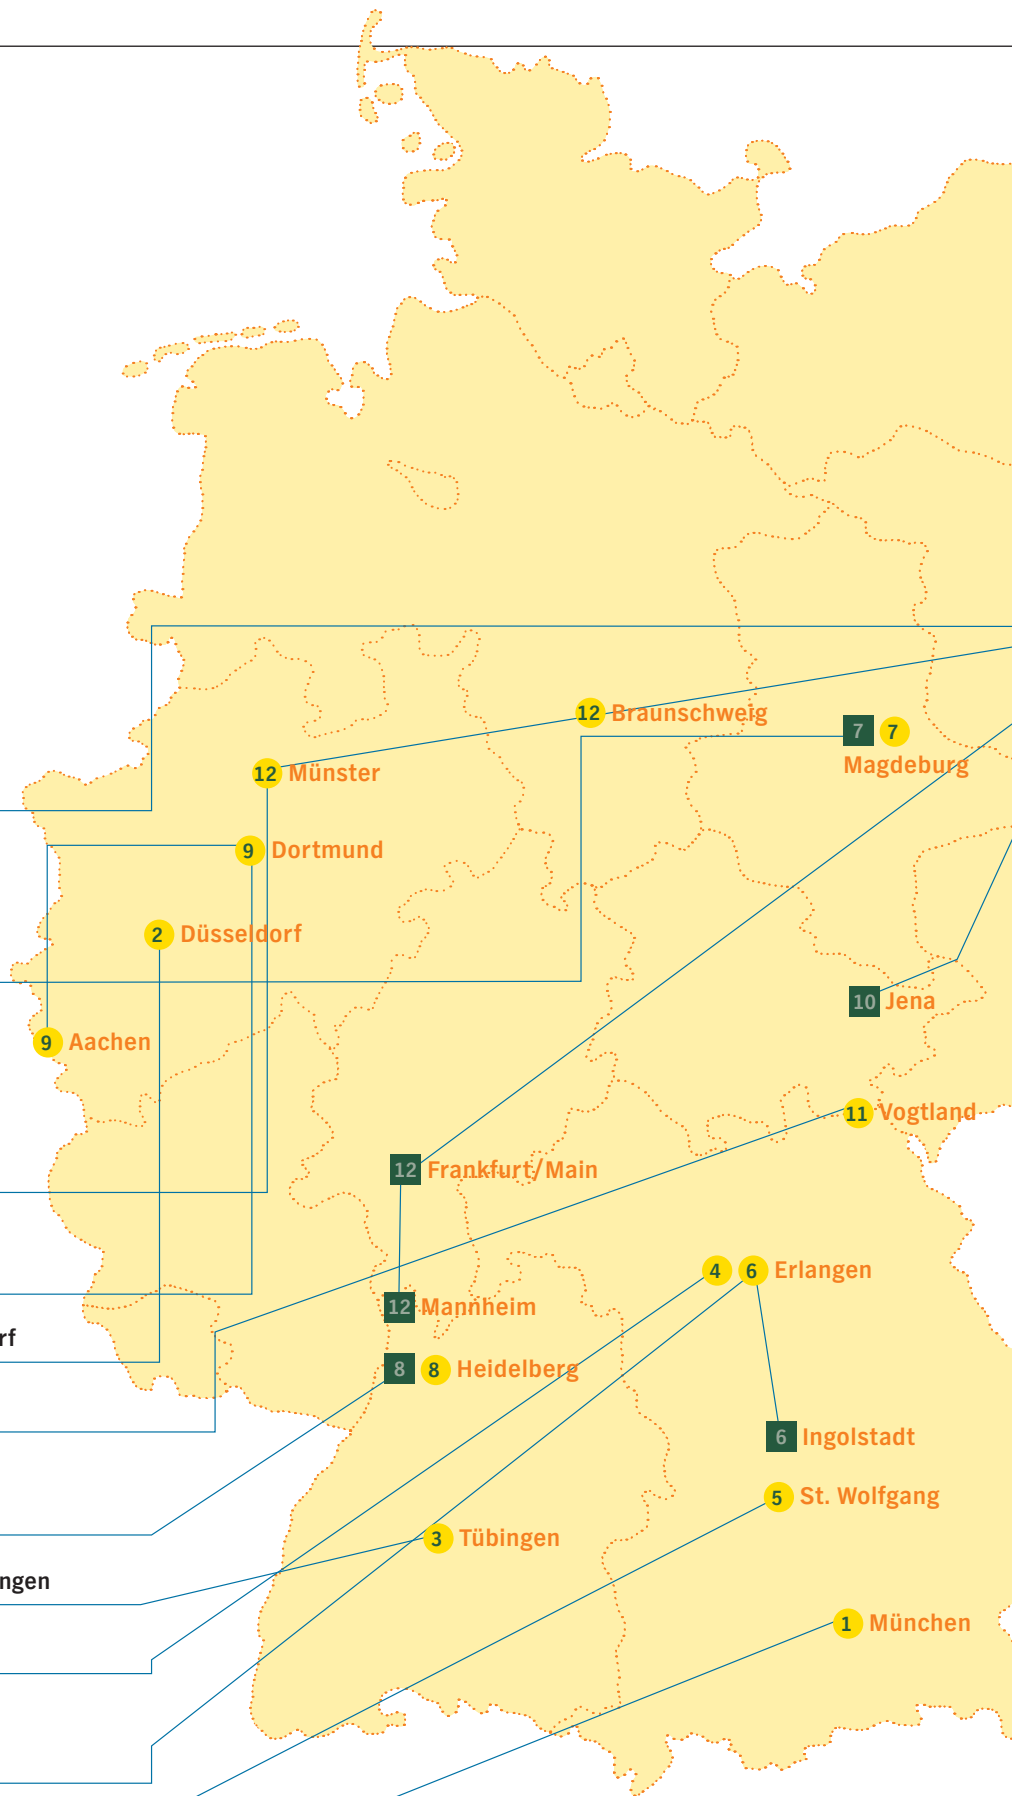 12 Braunschweig
7 7
Magdeburg
12 Münster
9 Dortmund
2 Düsseldorf
10 Jena
9 Aachen
11 Vogtland
12 Frankfurt/Main
4 6 Erlangen
12 Mannheim
rf
8 8 Heidelberg
6 Ingolstadt
5 St. Wolfgang
3 Tübingen
ngen
1 München